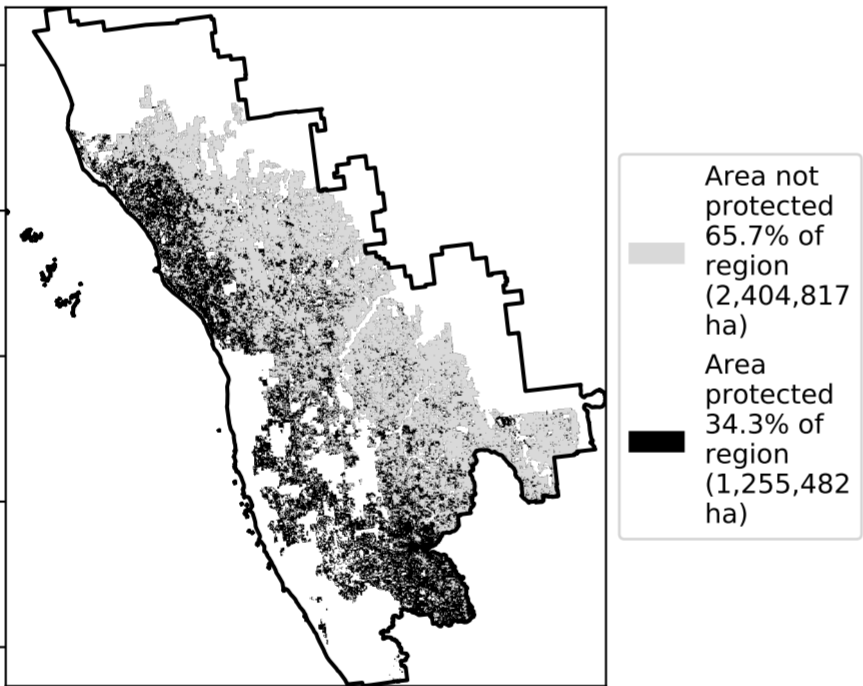 Area not
protected
65.7% of
region
(2,404,817
ha)
Area
protected
34.3% of
region
(1,255,482
ha)